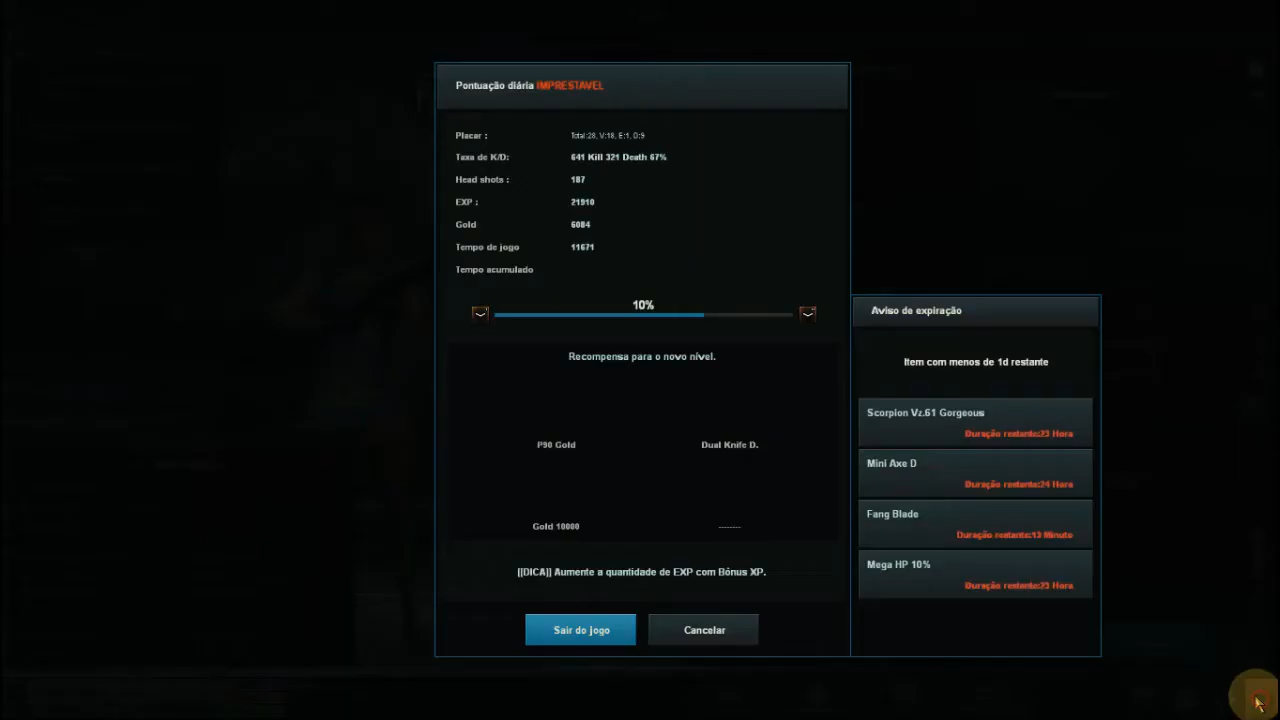 Pontuação diária IMPRESTAVEL
Placar : Total:28, V:18, E:1, D:9
Taxa de K/D: 641 Kill 321 Death 67%
Head shots : 187
EXP : 21910
Gold 6084
Tempo de jogo 11671
Tempo acumulado
10%
Recompensa para o novo nível.
P90 Gold Dual Knife D.
Gold 10000 --------
[[DICA]] Aumente a quantidade de EXP com Bônus XP.
Sair do jogo Cancelar
Aviso de expiração
Item com menos de 1d restante
Scorpion Vz.61 Gorgeous
Duração restante:23 Hora
Mini Axe D
Duração restante:24 Hora
Fang Blade
Duração restante:13 Minuto
Mega HP 10%
Duração restante:23 Hora